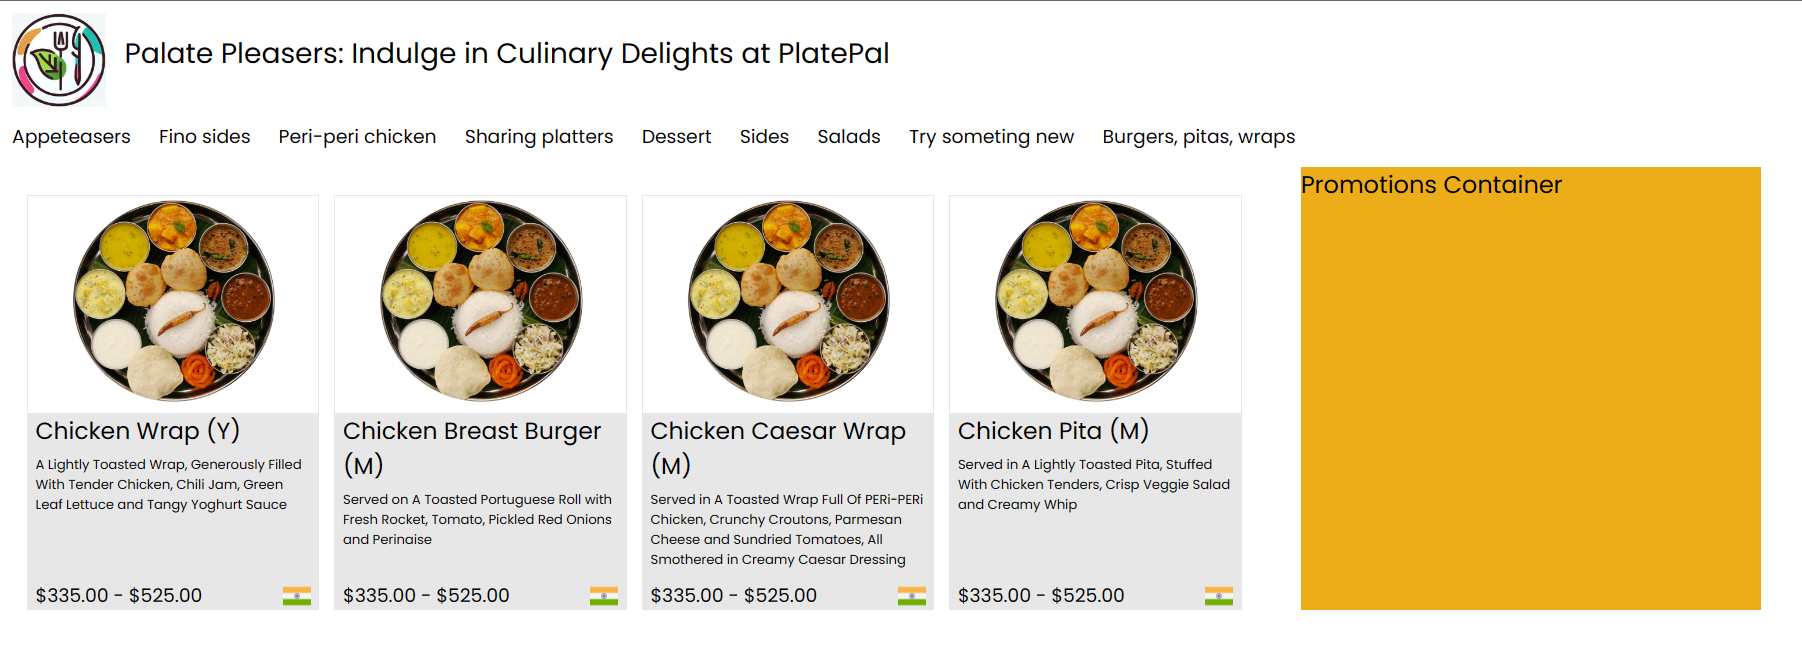 Palate Pleasers: Indulge in Culinary Delights at PlatePal
Appeteasers Fino sides Peri-peri chicken Sharing platters Dessert Sides Salads Try someting new Burgers, pitas, wraps
Promotions Container
Chicken Wrap (Y)
A Lightly Toasted Wrap, Generously Filled
With Tender Chicken, Chili Jam, Green
Leaf Lettuce and Tangy Yoghurt Sauce
$335.00 - $525.00
Chicken Breast Burger
(M)
Served on A Toasted Portuguese Roll with
Fresh Rocket, Tomato, Pickled Red Onions
and Perinaise
$335.00 - $525.00
Chicken Caesar Wrap
(M)
Served in A Toasted Wrap Full Of PERi-PERi
Chicken, Crunchy Croutons, Parmesan
Cheese and Sundried Tomatoes, All
Smothered in Creamy Caesar Dressing
$335.00 - $525.00
Chicken Pita (M)
Served in A Lightly Toasted Pita, Stuffed
With Chicken Tenders, Crisp Veggie Salad
and Creamy Whip
$335.00 - $525.00